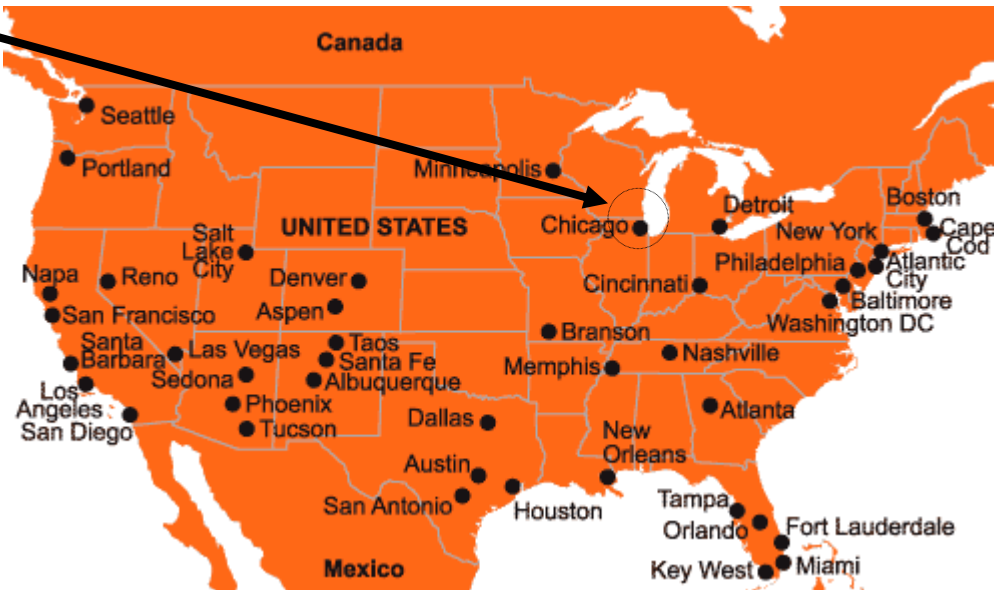 Canada
Seattle
Portland
Minneapolis
Boston
Detroit
Cape
Cod
UNITED STATES
Chicago
New York
Salt
Lake
City
Philadelphia
Atlantic
City
Napa
Reno
Denver
Cincinnati
Baltimore
Aspen
San Francisco
Washington DC
Branson
Santa
Barbara
Las Vegas
Taos
Santa Fe
Nashville
Memphis
Sedona
Albuquerque
Los
Angeles
Phoenix
Dallas
Atlanta
San Diego
Tucson
New
Orleans
Austin
San Antonio
Houston
Tampa
Orlando
Fort Lauderdale
Mexico
Key West
Miami